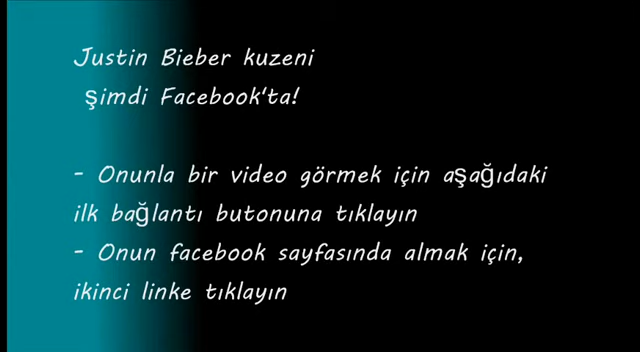 Justin Bieber kuzeni
şimdi Facebook'ta!
- Onunla bir video görmek için aşağıdaki
ilk bağlantı butonuna tıklayın
- Onun facebook sayfasında almak için,
ikinci linke tıklayın